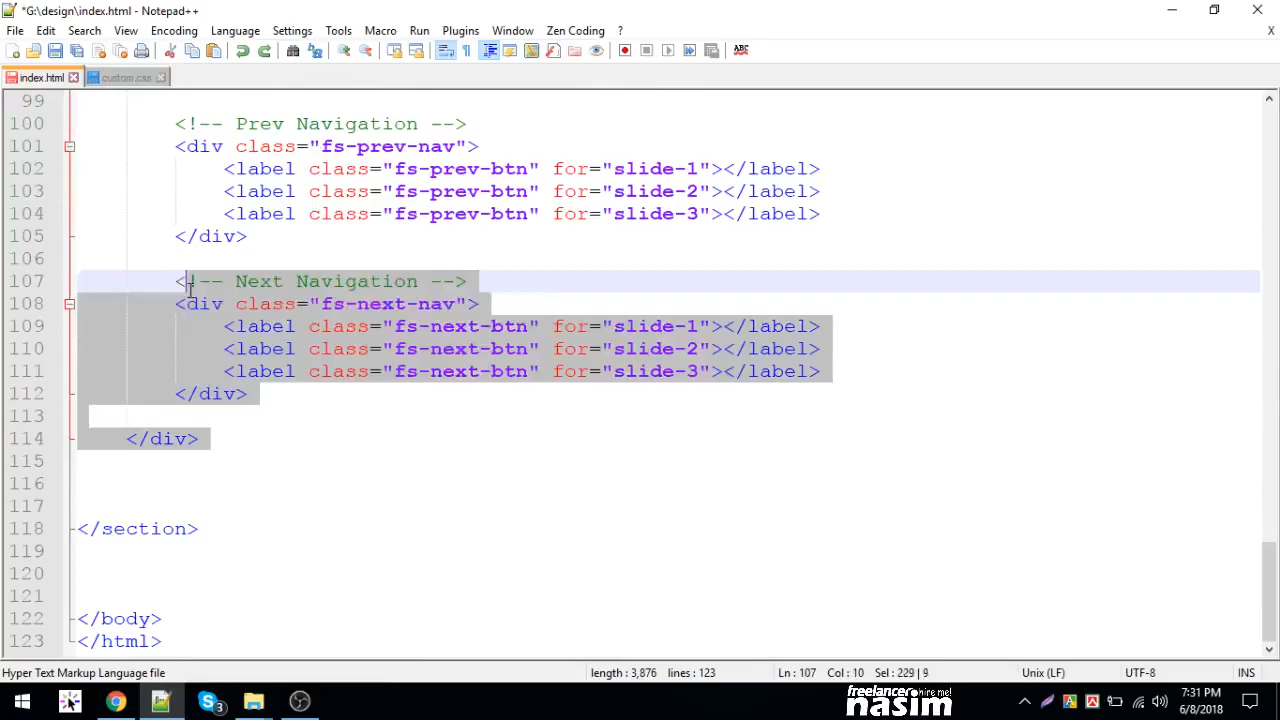 *G:\design\index.html - Notepad++
File Edit Search View Encoding Language Settings Tools Macro Run Plugins Window Zen Coding ? X
ABC
index.html custom.css
99
100 <!-- Prev Navigation -->
101 <div class="fs-prev-nav">
102 <label class="fs-prev-btn" for="slide-1"></label>
103 <label class="fs-prev-btn" for="slide-2"></label>
104 <label class="fs-prev-btn" for="slide-3"></label>
105 </div>
106
107 <!-- Next Navigation -->
108 <div class="fs-next-nav">
109 <label class="fs-next-btn" for="slide-1"></label>
110 <label class="fs-next-btn" for="slide-2"></label>
111 <label class="fs-next-btn" for="slide-3"></label>
112 </div>
113
114 </div>
115
116
117
118 </section>
119
120
121
122 </body>
123 </html>
Hyper Text Markup Language file length : 3,876 lines : 123 Ln : 107 Col : 10 Sel : 229 | 9 Unix (LF) UTF-8 INS
3
freelancer hire me!
nasim
7:31 PM
6/8/2018